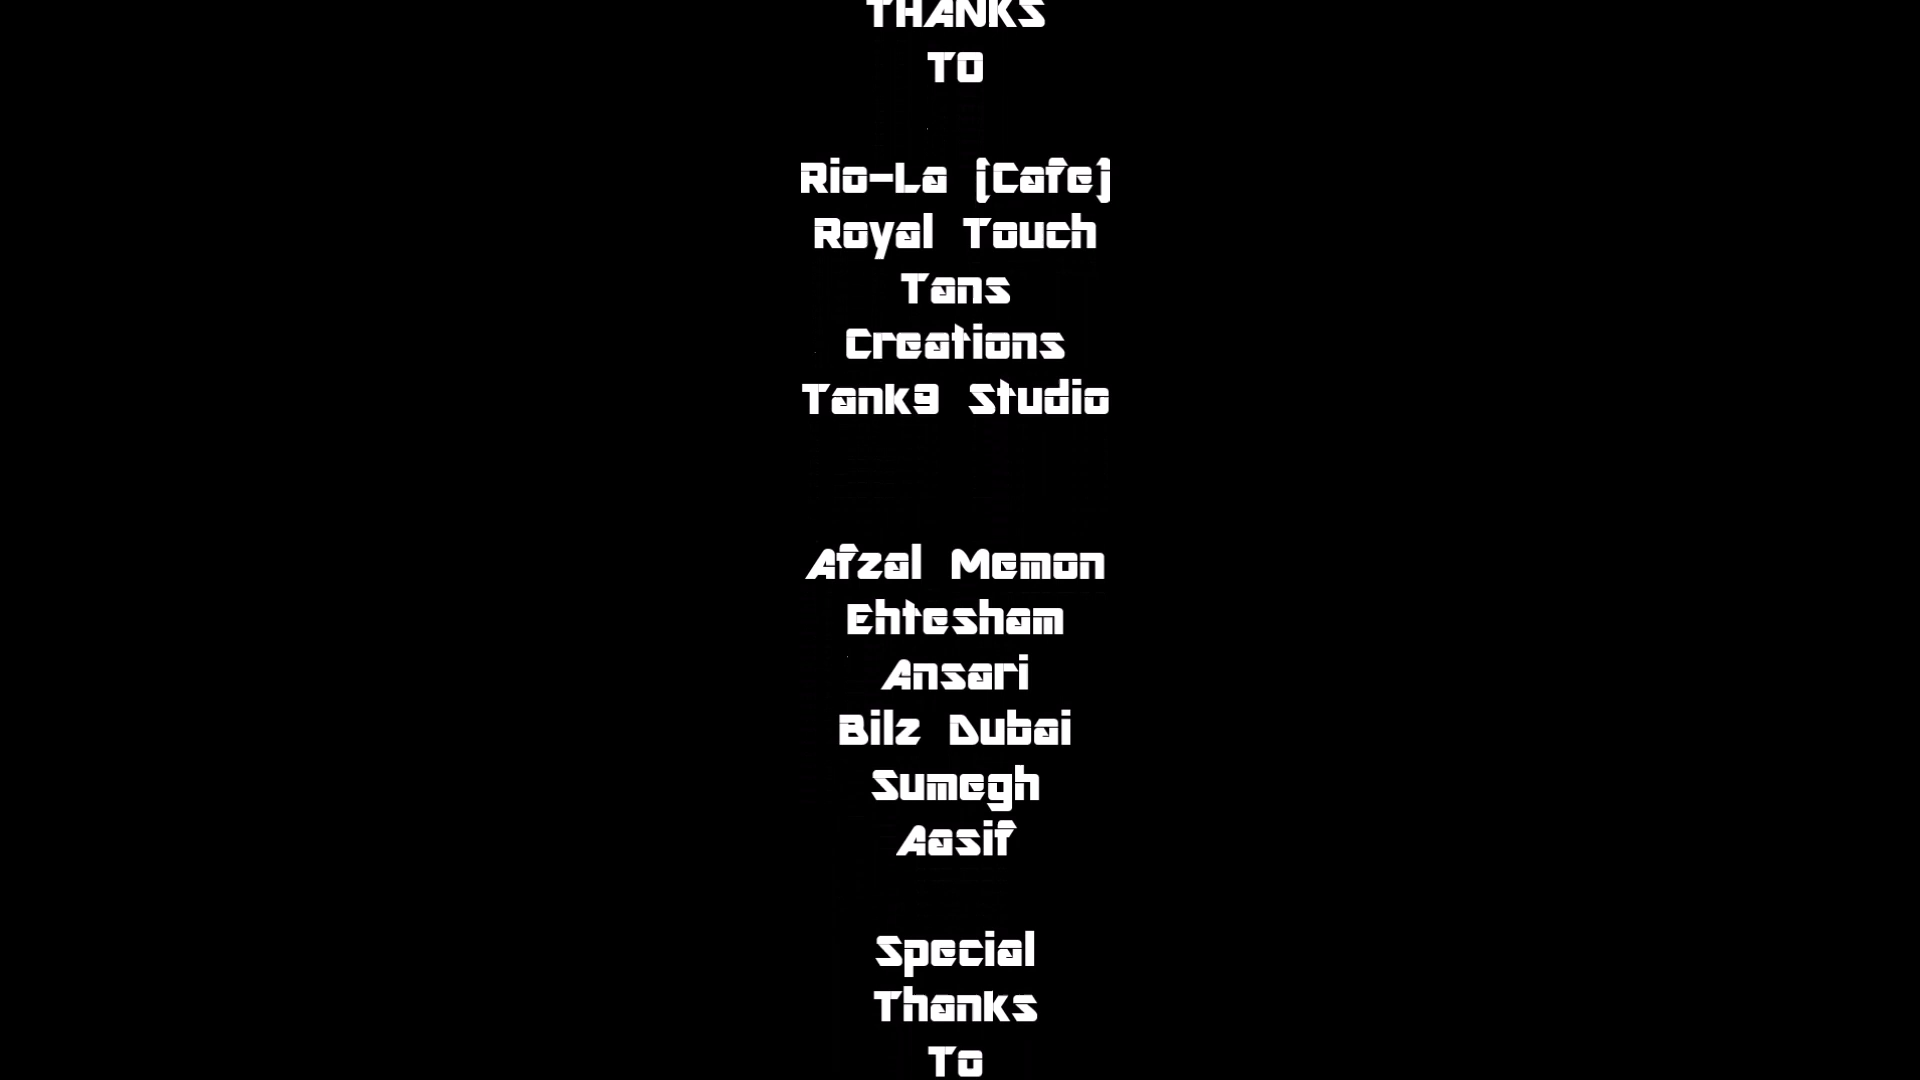 THANKS
TO
Rio-La (Cafe)
Royal Touch
Tans
Creations
Tank9 Studio
Afzal Memon
Ehtesham
Ansari
Bilz Dubai
Sumegh
Aasif
Special
Thanks
To